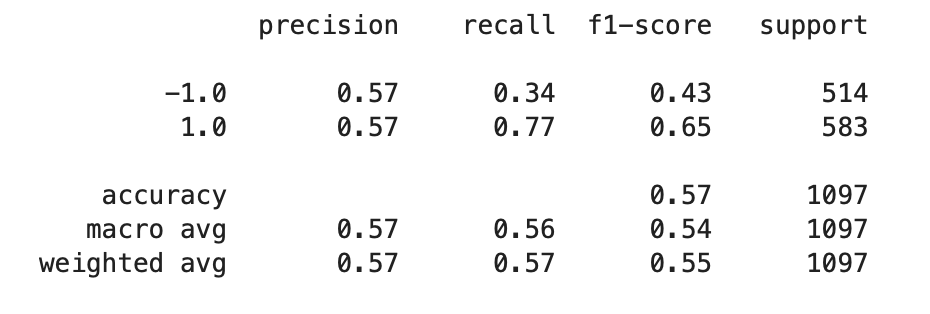 precision recall f1-score support
-1.0 0.57 0.34 0.43 514
1.0 0.57 0.77 0.65 583
accuracy 0.57 1097
macro avg 0.57 0.56 0.54 1097
weighted avg 0.57 0.57 0.55 1097